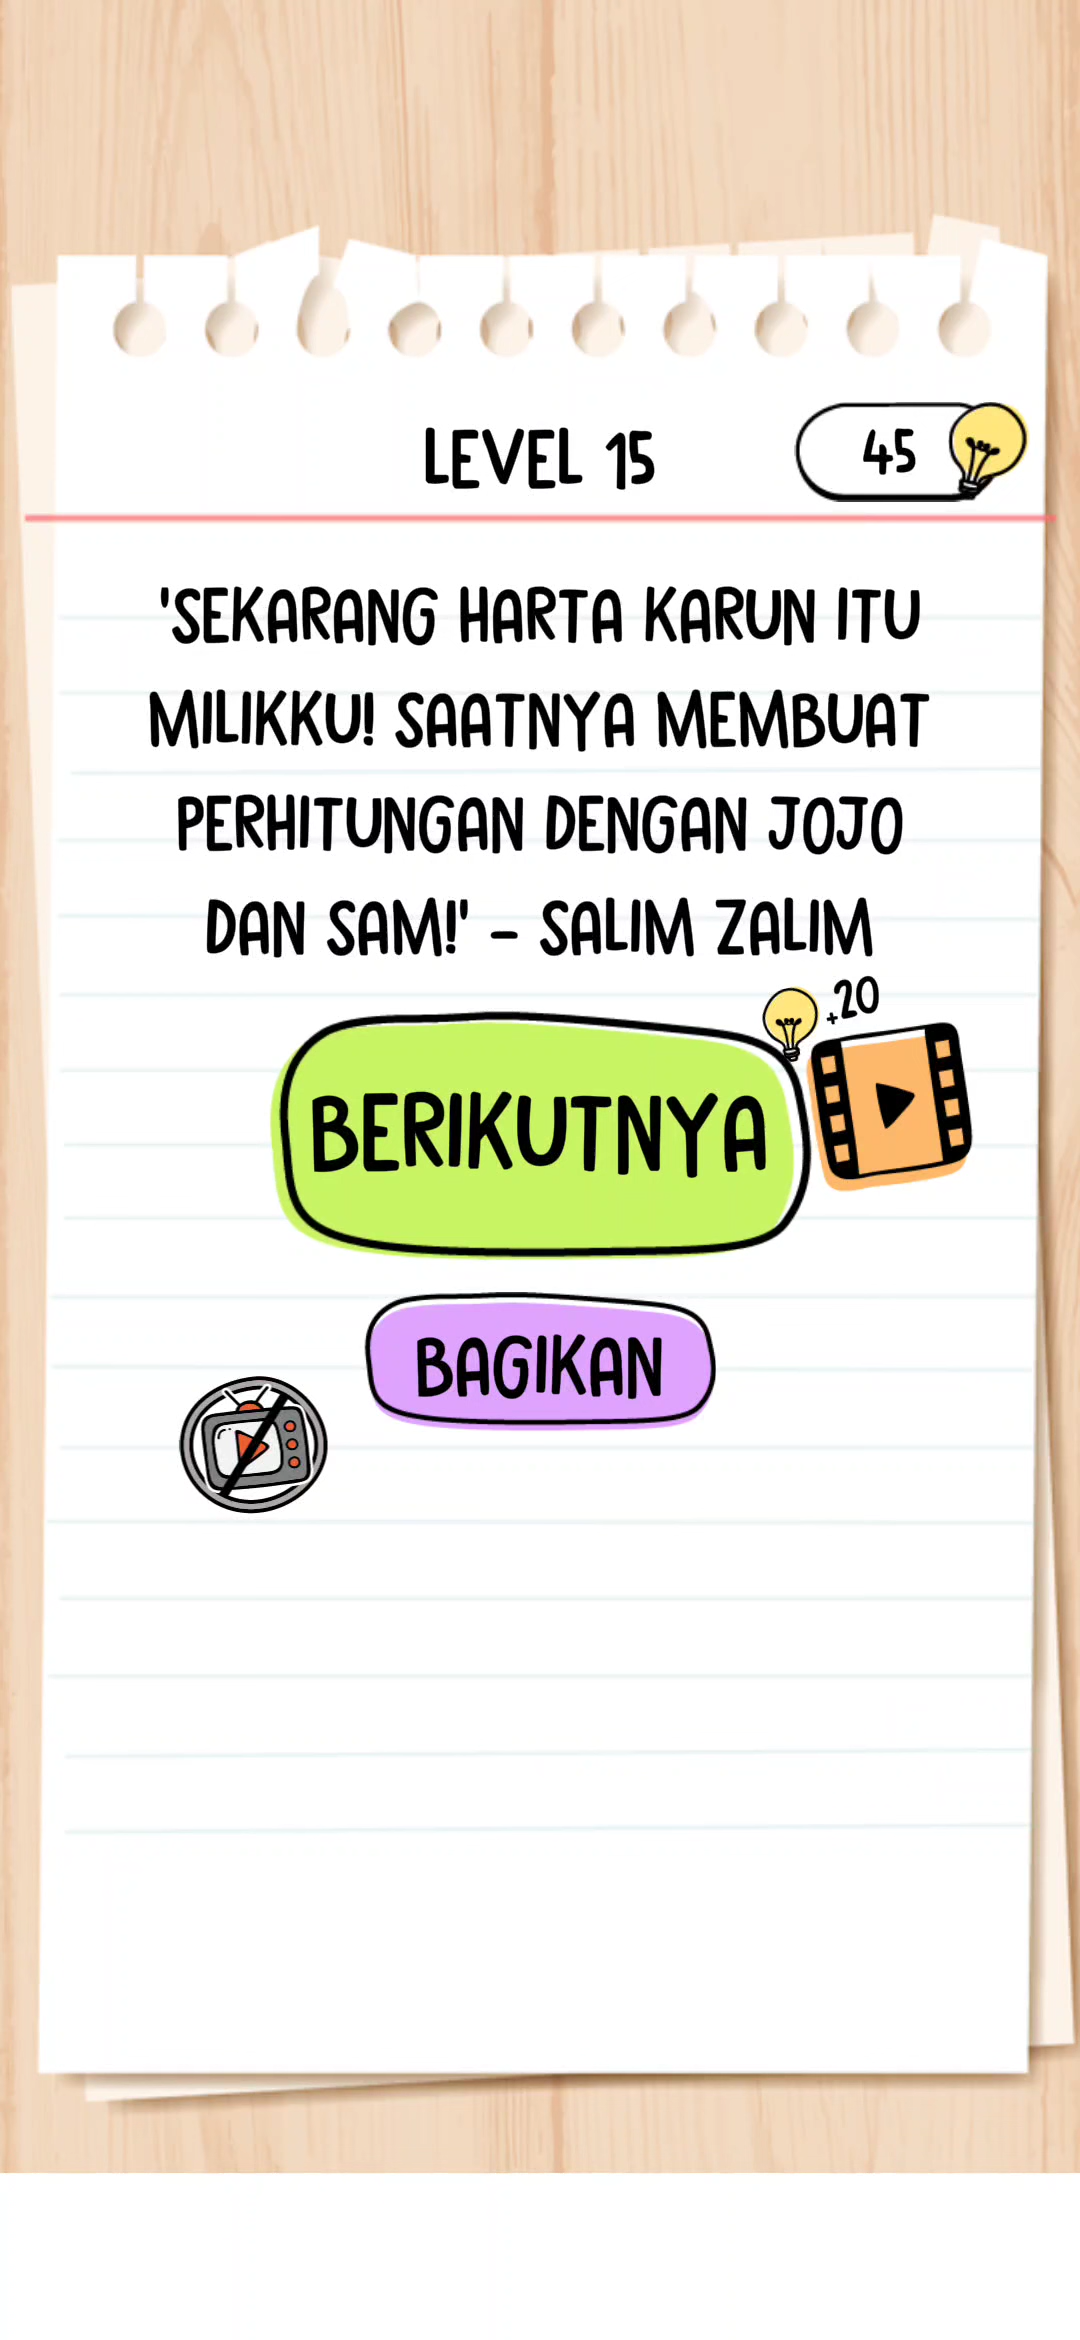 LEVEL 15
45
'SEKARANG HARTA KARUN ITU
MILIKKU! SAATNYA MEMBUAT
PERHITUNGAN DENGAN JOJO
DAN SAM!' - SALIM ZALIM
+20
BERIKUTNYA
BAGIKAN